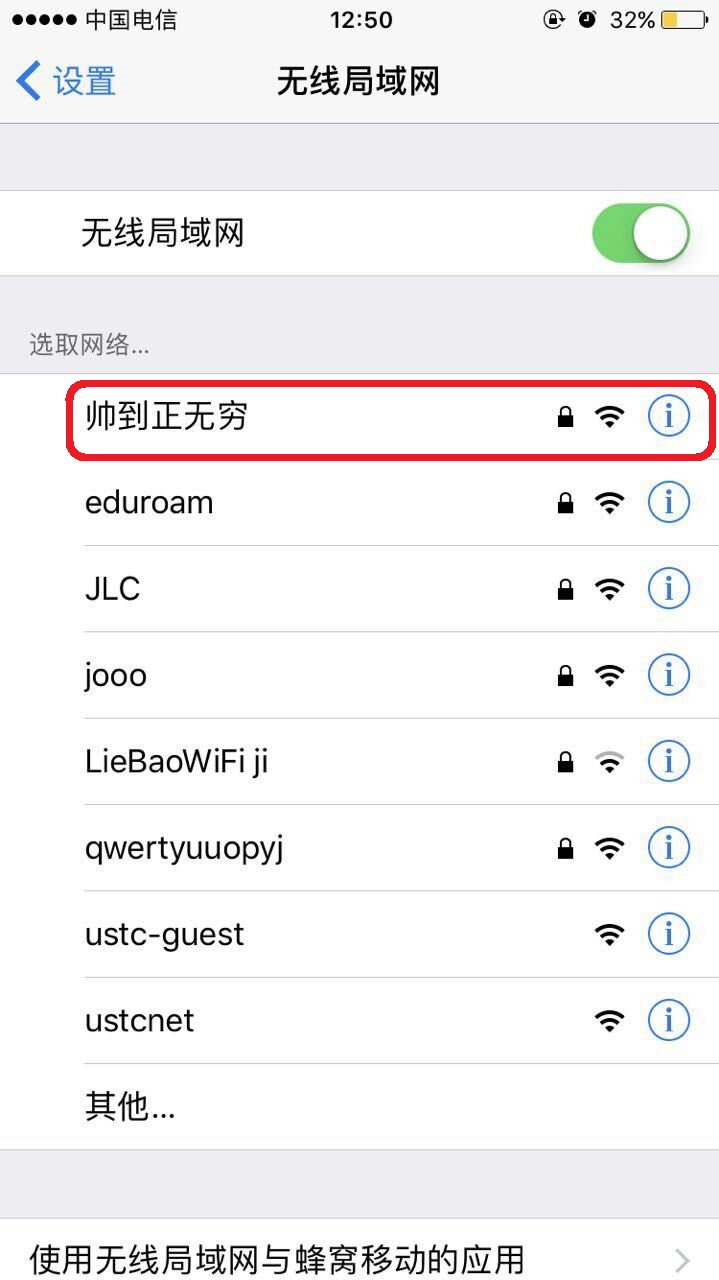 中国电信 12:50 32%
设置 无线局域网
无线局域网
选取网络...
帅到正无穷
eduroam
JLC
jooo
LieBaoWiFi ji
qwertyuuopyj
ustc-guest
ustcnet
其他...
使用无线局域网与蜂窝移动的应用